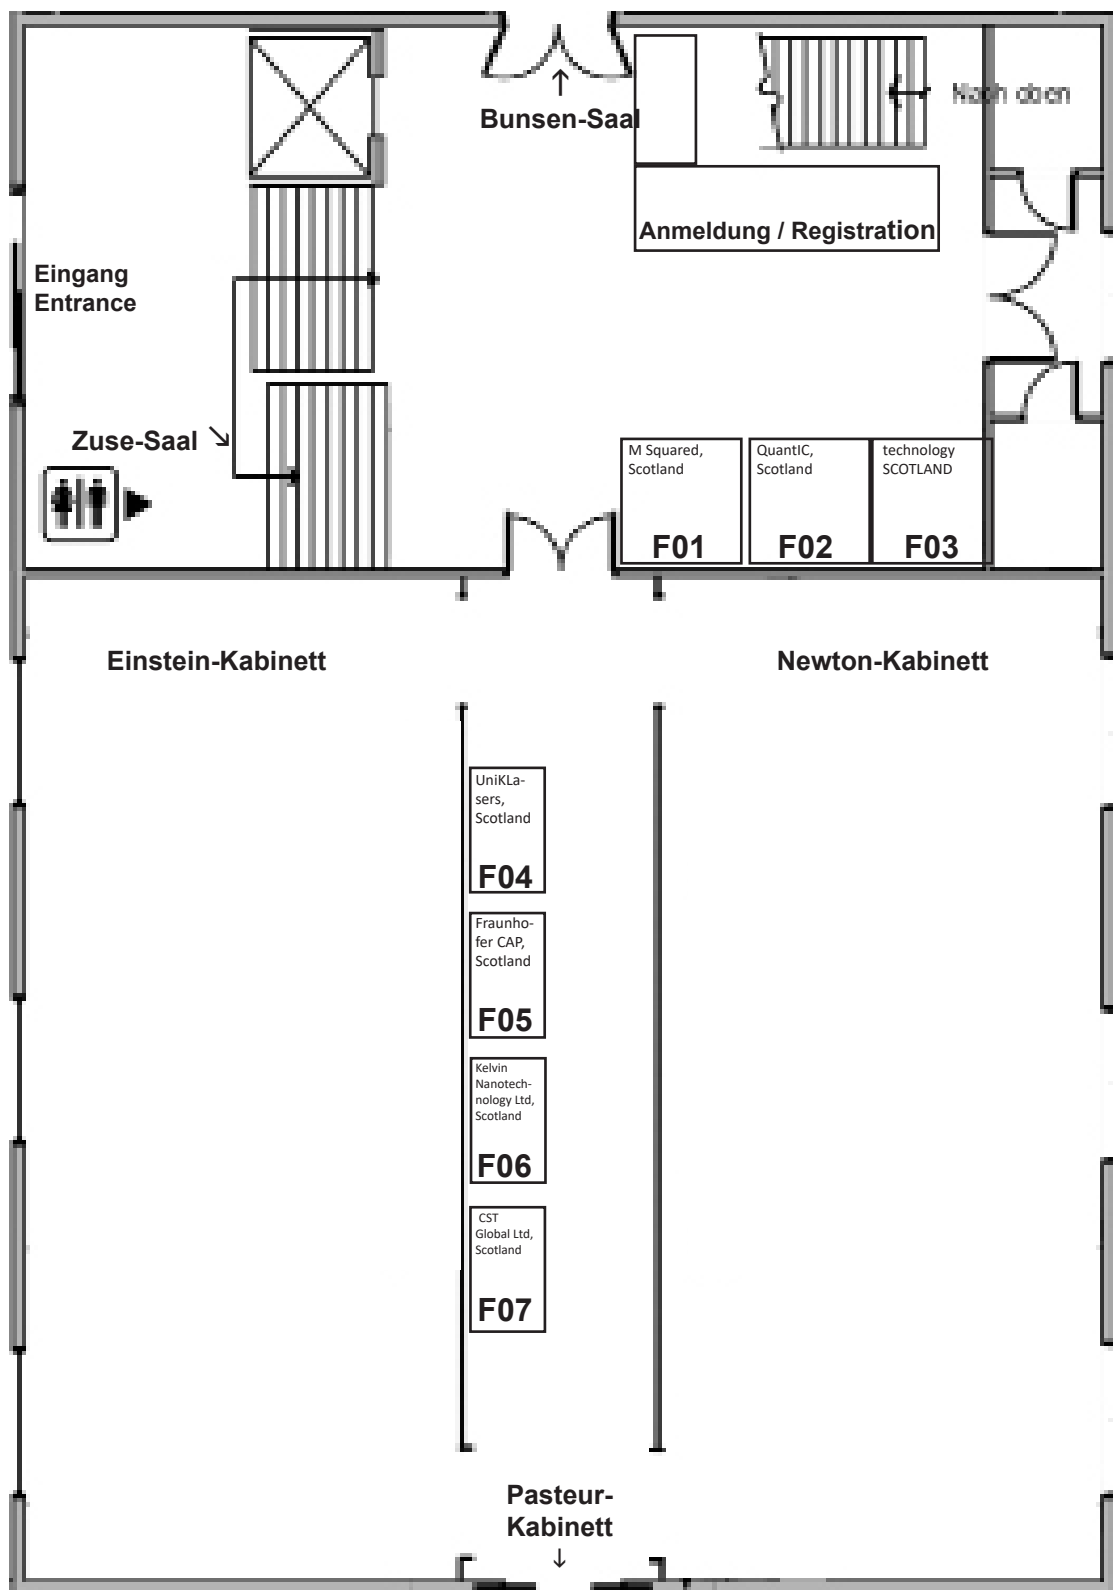 Nach oben
Bunsen-Saal
Anmeldung / Registration
Eingang
Entrance
Zuse-Saal
M Squared,
Scotland
F01
QuantIC,
Scotland
F02
technology
SCOTLAND
F03
Einstein-Kabinett
Newton-Kabinett
UniKLa-
sers,
Scotland
F04
Fraunho-
fer CAP,
Scotland
F05
Kelvin
Nanotech-
nology Ltd,
Scotland
F06
CST
Global Ltd,
Scotland
F07
Pasteur-
Kabinett